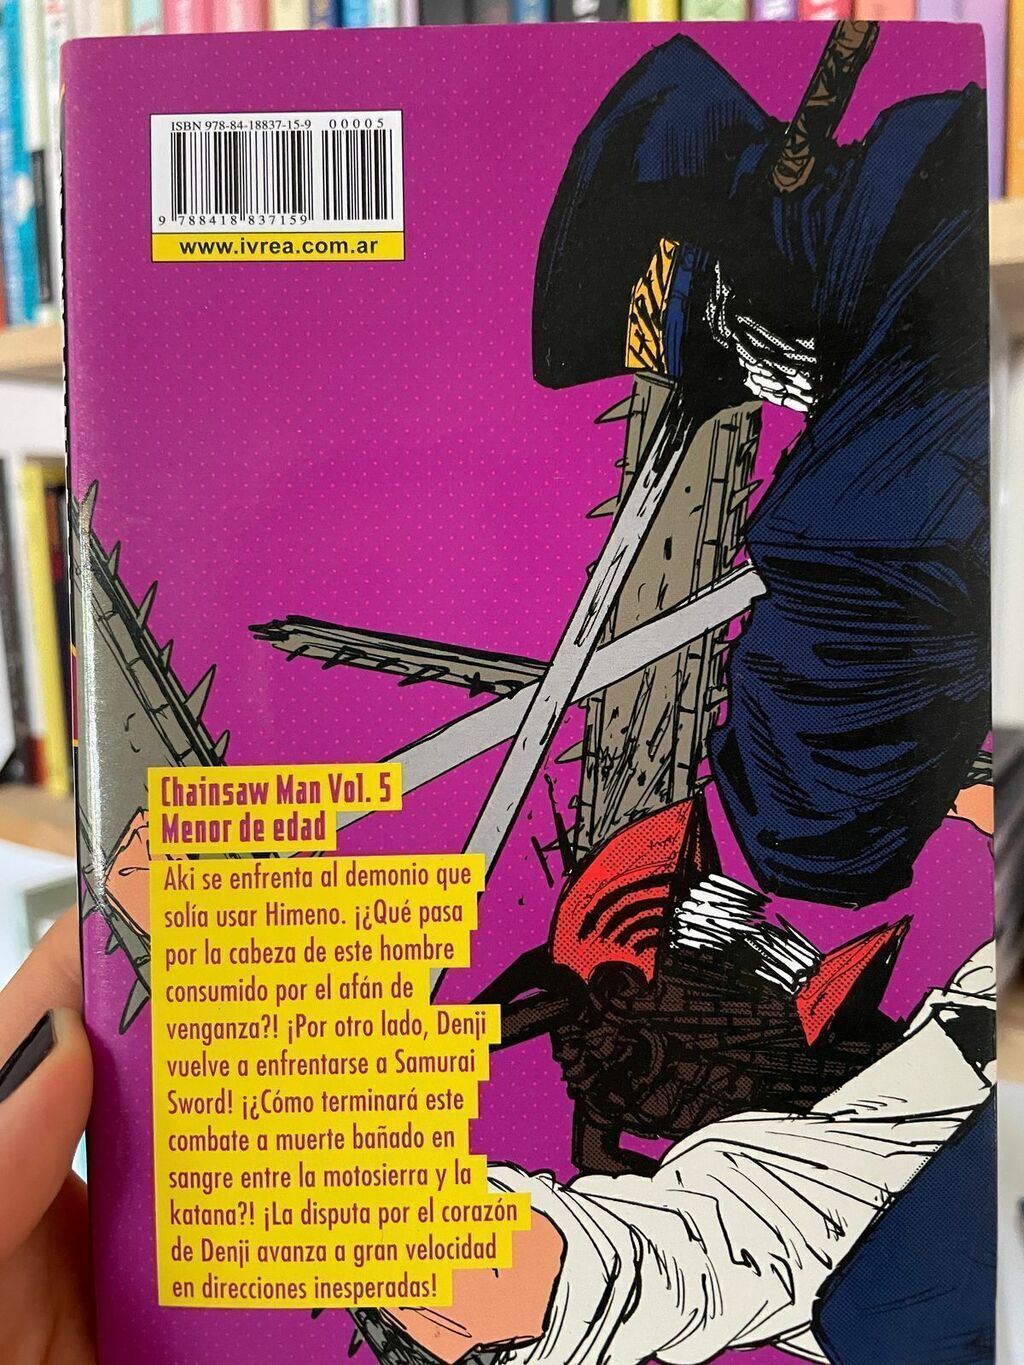 ISBN 978-84-18837-15-9
00005
9 788418 837159
www.ivrea.com.ar
Chainsaw Man Vol. 5
Menor de edad
Aki se enfrenta al demonio que
solía usar Himeno. ¡¿Qué pasa
por la cabeza de este hombre
consumido por el afán de
venganza?! ¡Por otro lado, Denji
vuelve a enfrentarse a Samurai
Sword! ¡¿Cómo terminará este
combate a muerte bañado en
sangre entre la motosierra y la
katana?! ¡La disputa por el corazón
de Denji avanza a gran velocidad
en direcciones inesperadas!